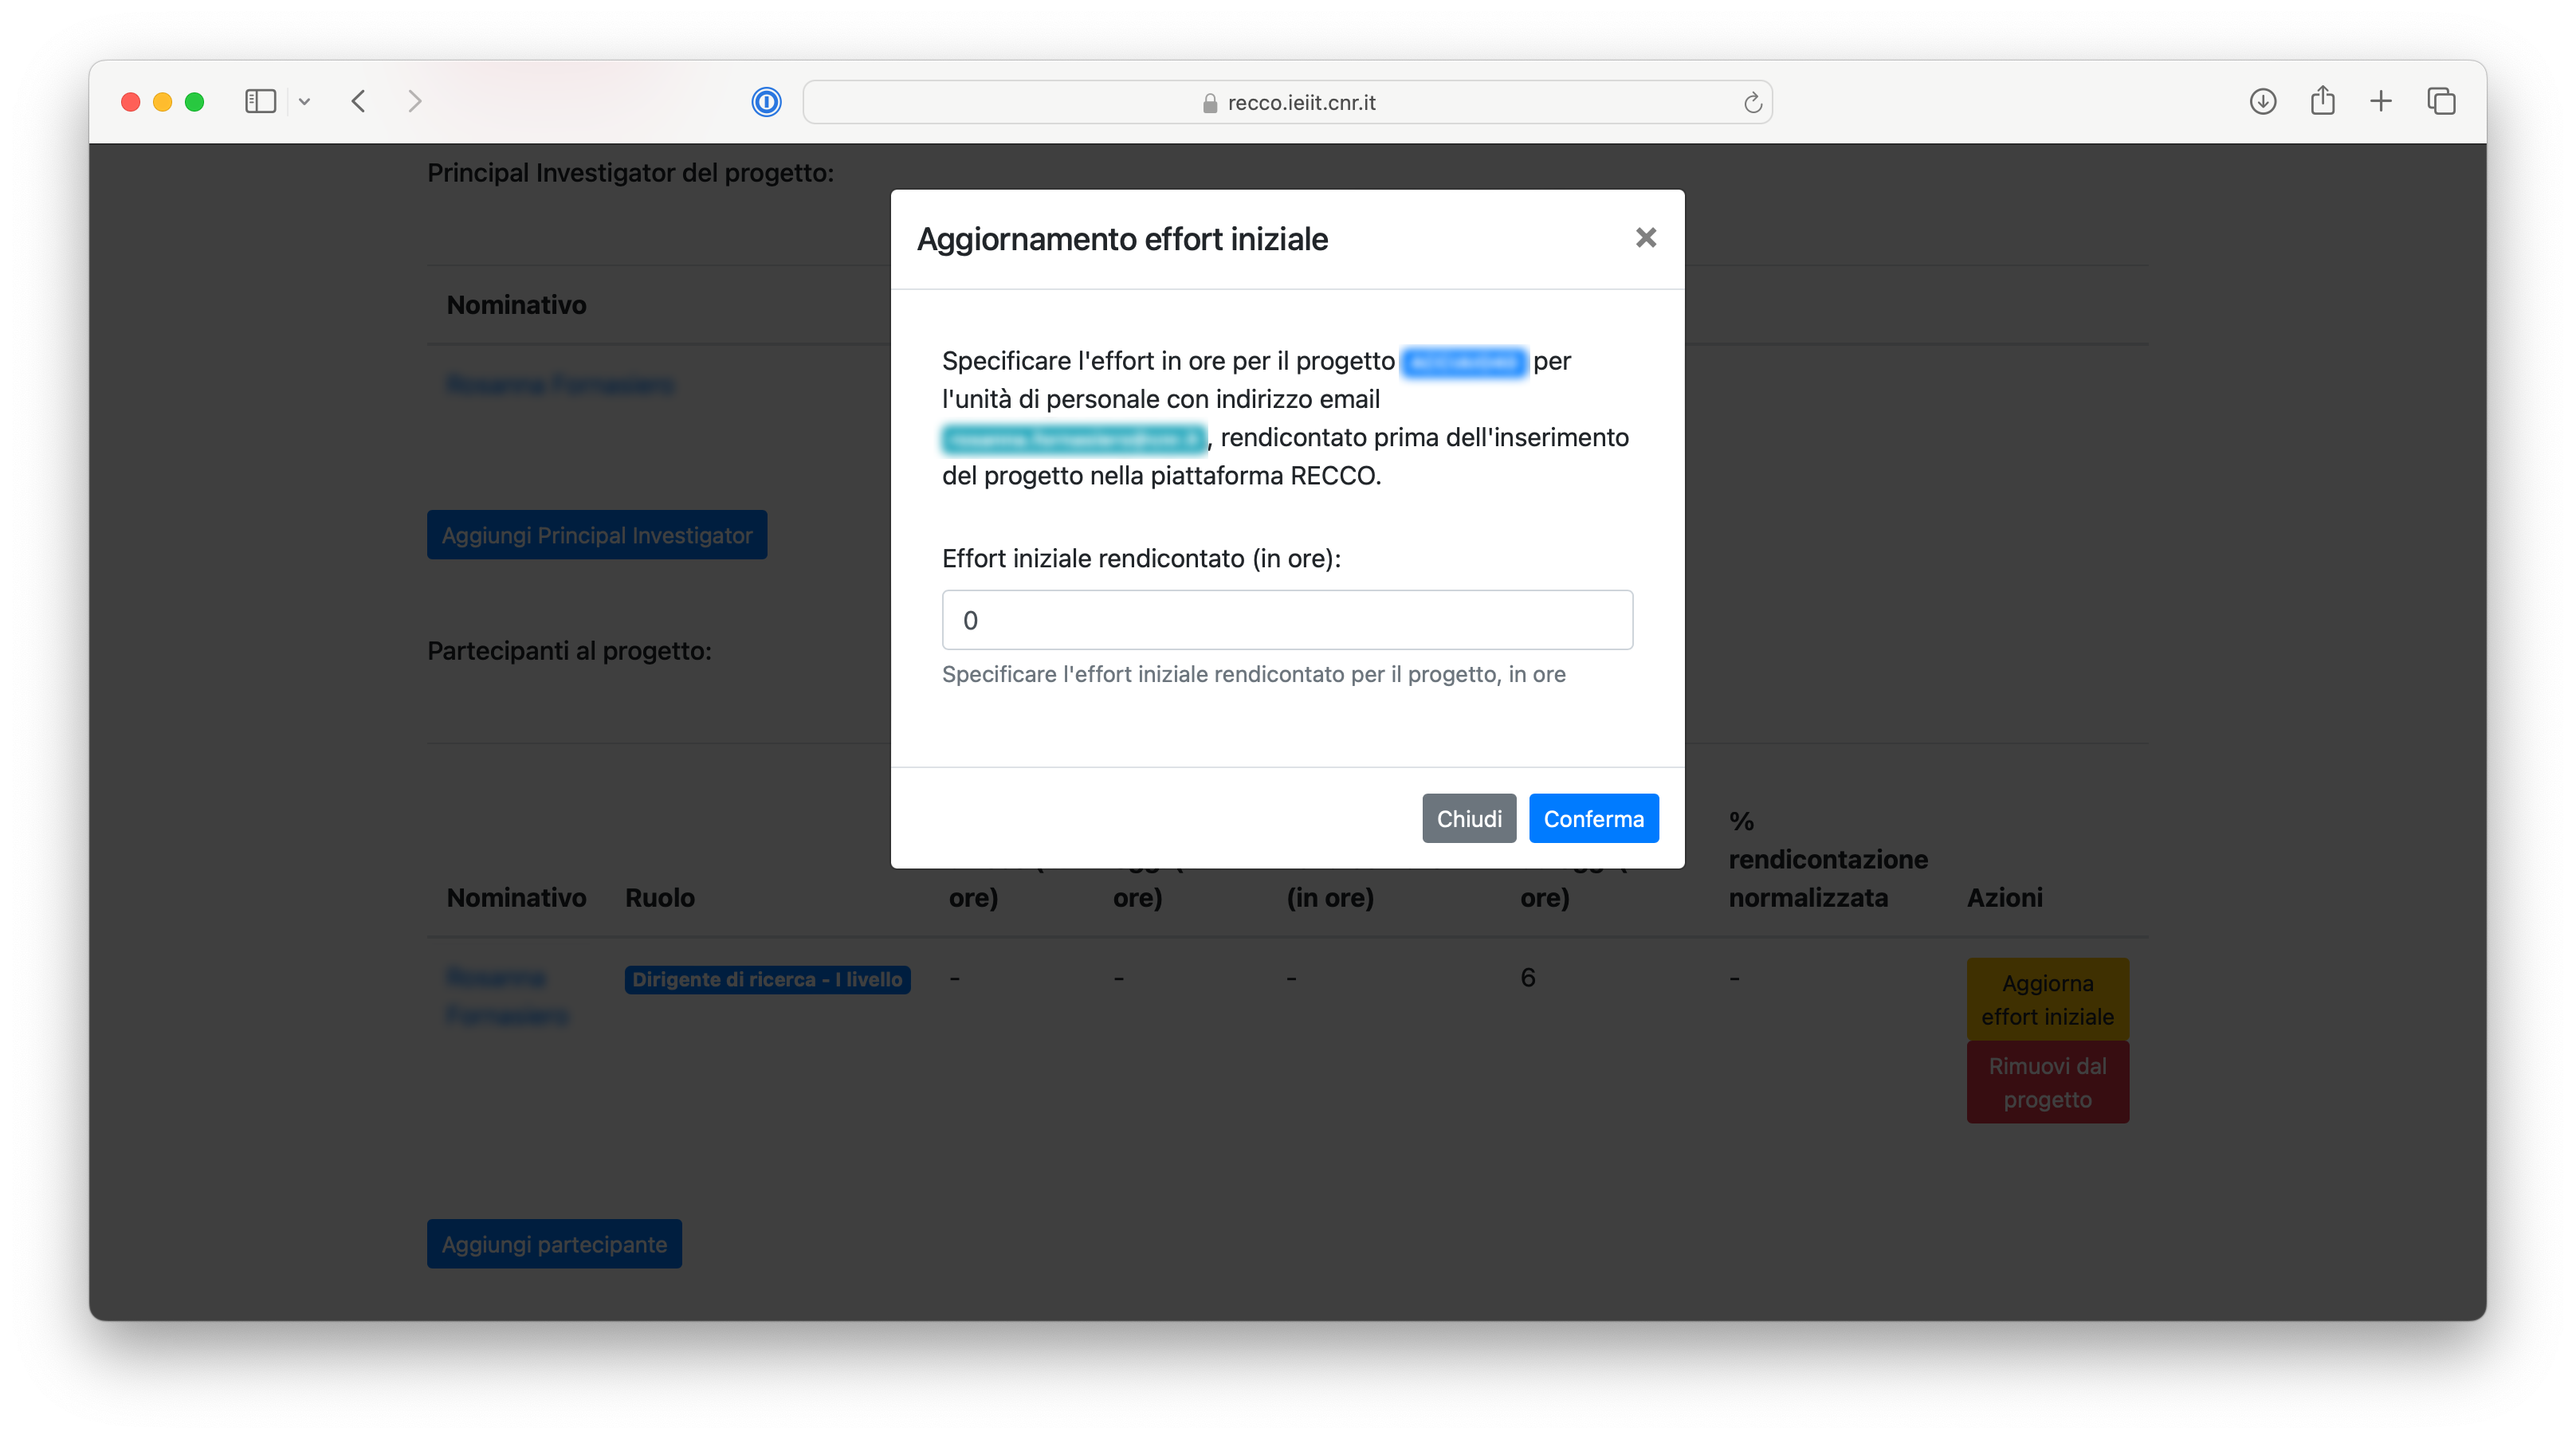 recco.ieiit.cnr.it
Principal Investigator del progetto:
Nominativo
Aggiungi Principal Investigator
Partecipanti al progetto:
Aggiornamento effort iniziale
×
Specificare l'effort in ore per il progetto per
l'unità di personale con indirizzo email
, rendicontato prima dell'inserimento
del progetto nella piattaforma RECCO.
Effort iniziale rendicontato (in ore):
0
Specificare l'effort iniziale rendicontato per il progetto, in ore
Chiudi Conferma
%
rendicontazione
Nominativo Ruolo ore) ore) (in ore) ore) normalizzata Azioni
Dirigente di ricerca - I livello - - - 6 - Aggiorna
effort iniziale
Rimuovi dal
progetto
Aggiungi partecipante